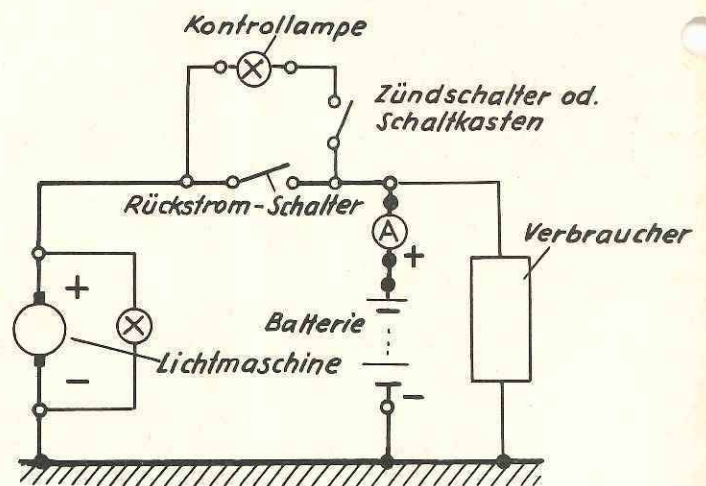 Kontrollampe
Zündschalter od.
Schaltkasten
Rückstrom-Schalter
A
Verbraucher
+
+
Batterie
Lichtmaschine
-
-